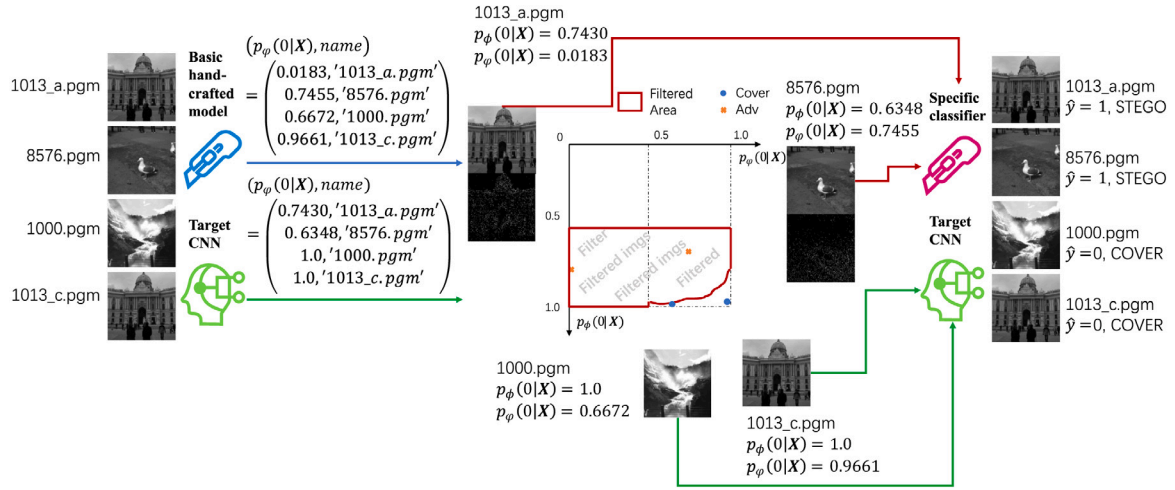 1013_a.pgm
8576.pgm
1000.pgm
1013_c.pgm
Basic
hand-
crafted
model
(p_φ(0|X), name)
= (0.0183, '1013_a.pgm'
0.7455, '8576.pgm'
0.6672, '1000.pgm'
0.9661, '1013_c.pgm')
Target
CNN
(p_φ(0|X), name)
= (0.7430, '1013_a.pgm'
0.6348, '8576.pgm'
1.0, '1000.pgm'
1.0, '1013_c.pgm')
1013_a.pgm
p_ϕ(0|X) = 0.7430
p_φ(0|X) = 0.0183
Filtered
Area
Cover
Adv
0
0.5
1.0
p_φ(0|X)
0.5
1.0
p_ϕ(0|X)
Filter
Filtered imgs
Filtered imgs
Filtered
8576.pgm
p_ϕ(0|X) = 0.6348
p_φ(0|X) = 0.7455
1000.pgm
p_ϕ(0|X) = 1.0
p_φ(0|X) = 0.6672
1013_c.pgm
p_ϕ(0|X) = 1.0
p_φ(0|X) = 0.9661
Specific
classifier
Target
CNN
1013_a.pgm
ŷ = 1, STEGO
8576.pgm
ŷ = 1, STEGO
1000.pgm
ŷ = 0, COVER
1013_c.pgm
ŷ = 0, COVER